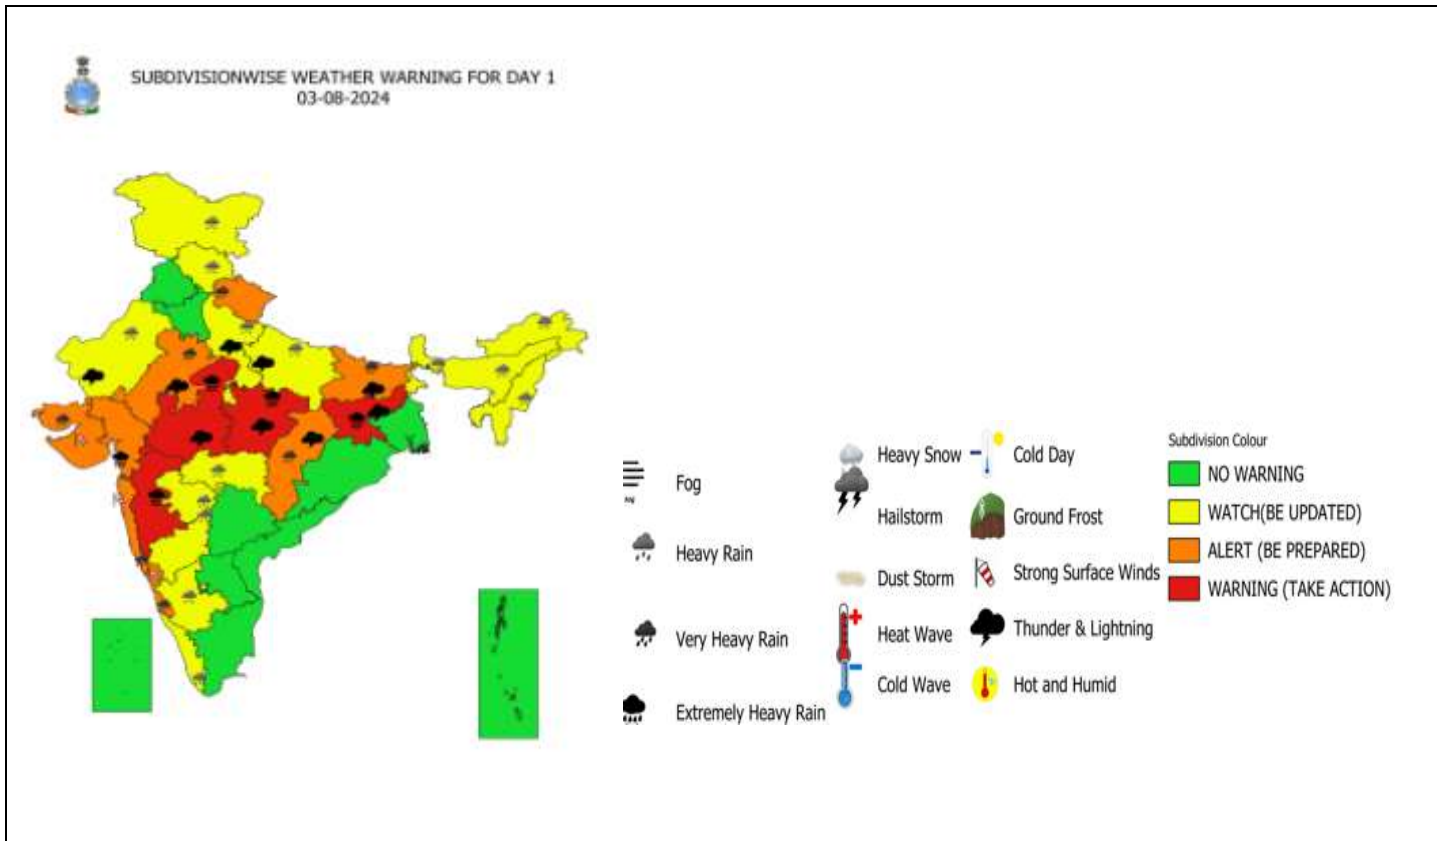 SUBDIVISIONWISE WEATHER WARNING FOR DAY 1
03-08-2024
Fog
Heavy Rain
Very Heavy Rain
Extremely Heavy Rain
Heavy Snow
Hailstorm
Dust Storm
Heat Wave
Cold Wave
Cold Day
Ground Frost
Strong Surface Winds
Thunder & Lightning
Hot and Humid
Subdivision Colour
NO WARNING
WATCH(BE UPDATED)
ALERT (BE PREPARED)
WARNING (TAKE ACTION)